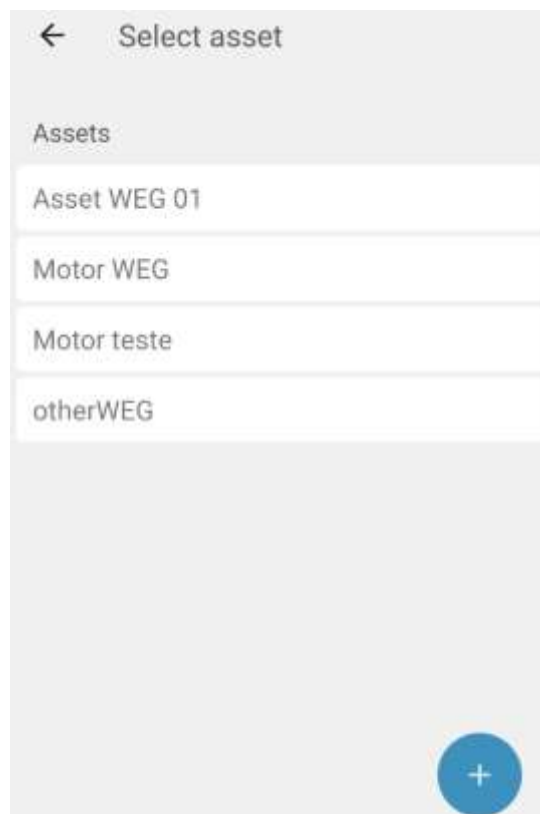 Select asset
Assets
Asset WEG 01
Motor WEG
Motor teste
otherWEG
+